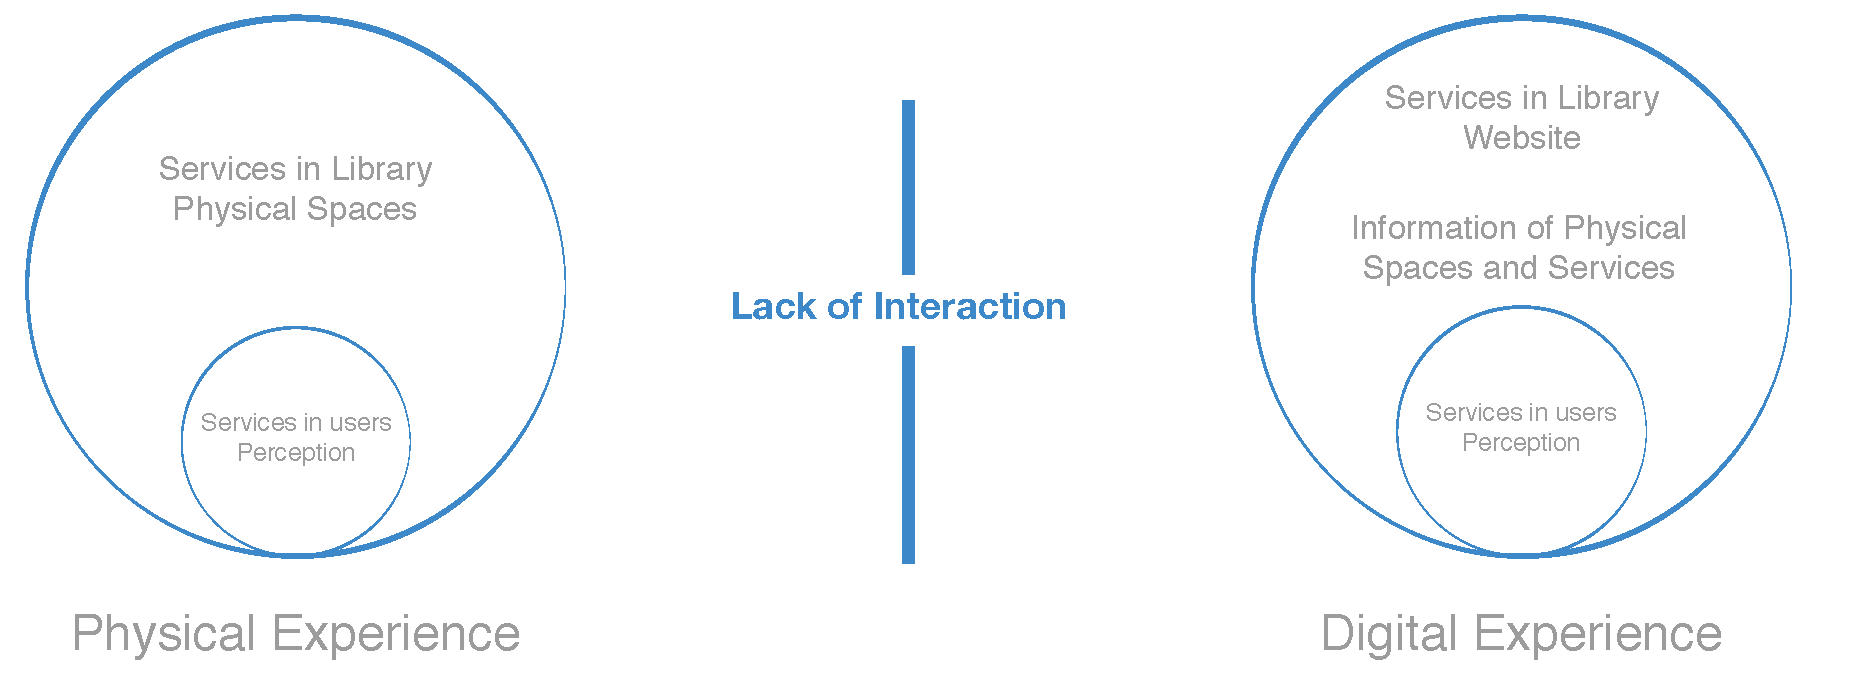 Services in Library
Physical Spaces
Services in users
Perception
Physical Experience
Lack of Interaction
Services in Library
Website
Information of Physical
Spaces and Services
Services in users
Perception
Digital Experience